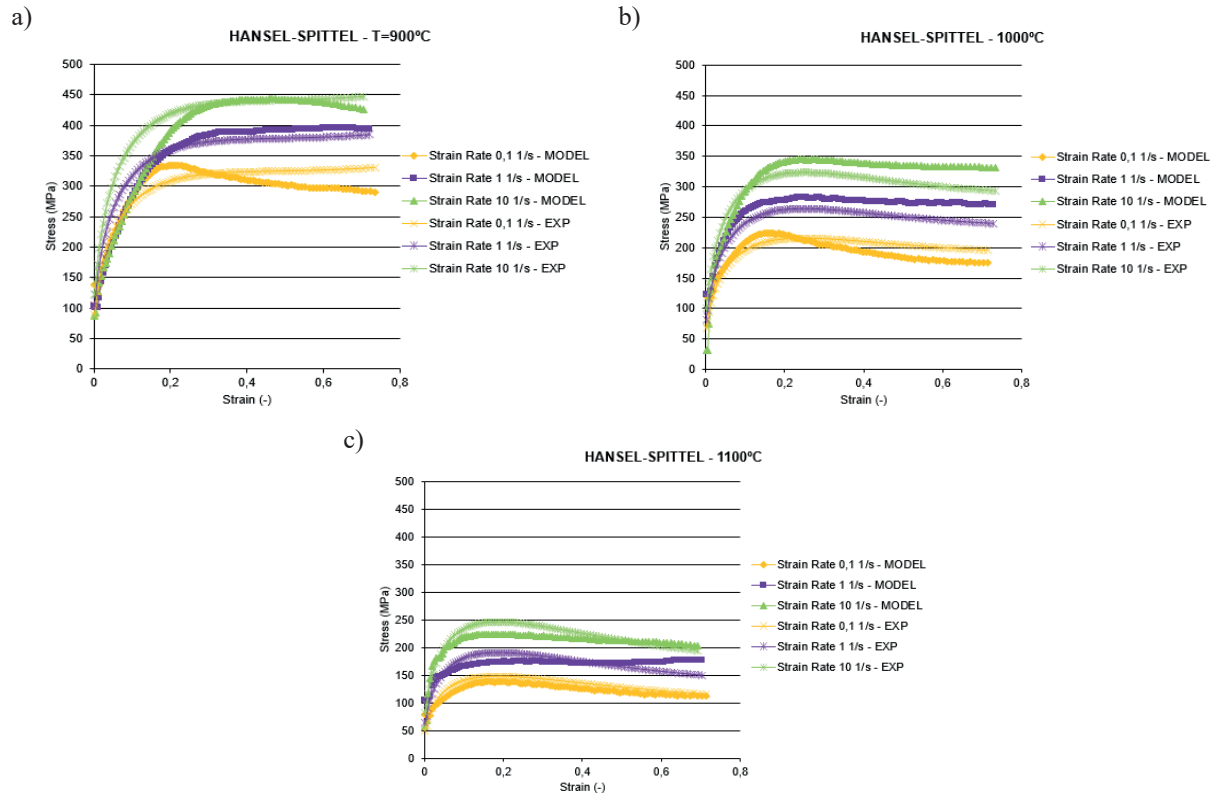 a)
HANSEL-SPITTEL - T=900ºC
500
450
400
350
300
250
200
150
100
50
0
Stress (MPa)
0
0,2
0,4
0,6
0,8
Strain (-)
Strain Rate 0,1 1/s - MODEL
Strain Rate 1 1/s - MODEL
Strain Rate 10 1/s - MODEL
Strain Rate 0,1 1/s - EXP
Strain Rate 1 1/s - EXP
Strain Rate 10 1/s - EXP
b)
HANSEL-SPITTEL - 1000ºC
500
450
400
350
300
250
200
150
100
50
0
Stress (MPa)
0
0,2
0,4
0,6
0,8
Strain (-)
Strain Rate 0,1 1/s - MODEL
Strain Rate 1 1/s - MODEL
Strain Rate 10 1/s - MODEL
Strain Rate 0,1 1/s - EXP
Strain Rate 1 1/s - EXP
Strain Rate 10 1/s - EXP
c)
HANSEL-SPITTEL - 1100ºC
500
450
400
350
300
250
200
150
100
50
0
Stress (MPa)
0
0,2
0,4
0,6
0,8
Strain (-)
Strain Rate 0,1 1/s - MODEL
Strain Rate 1 1/s - MODEL
Strain Rate 10 1/s - MODEL
Strain Rate 0,1 1/s - EXP
Strain Rate 1 1/s - EXP
Strain Rate 10 1/s - EXP